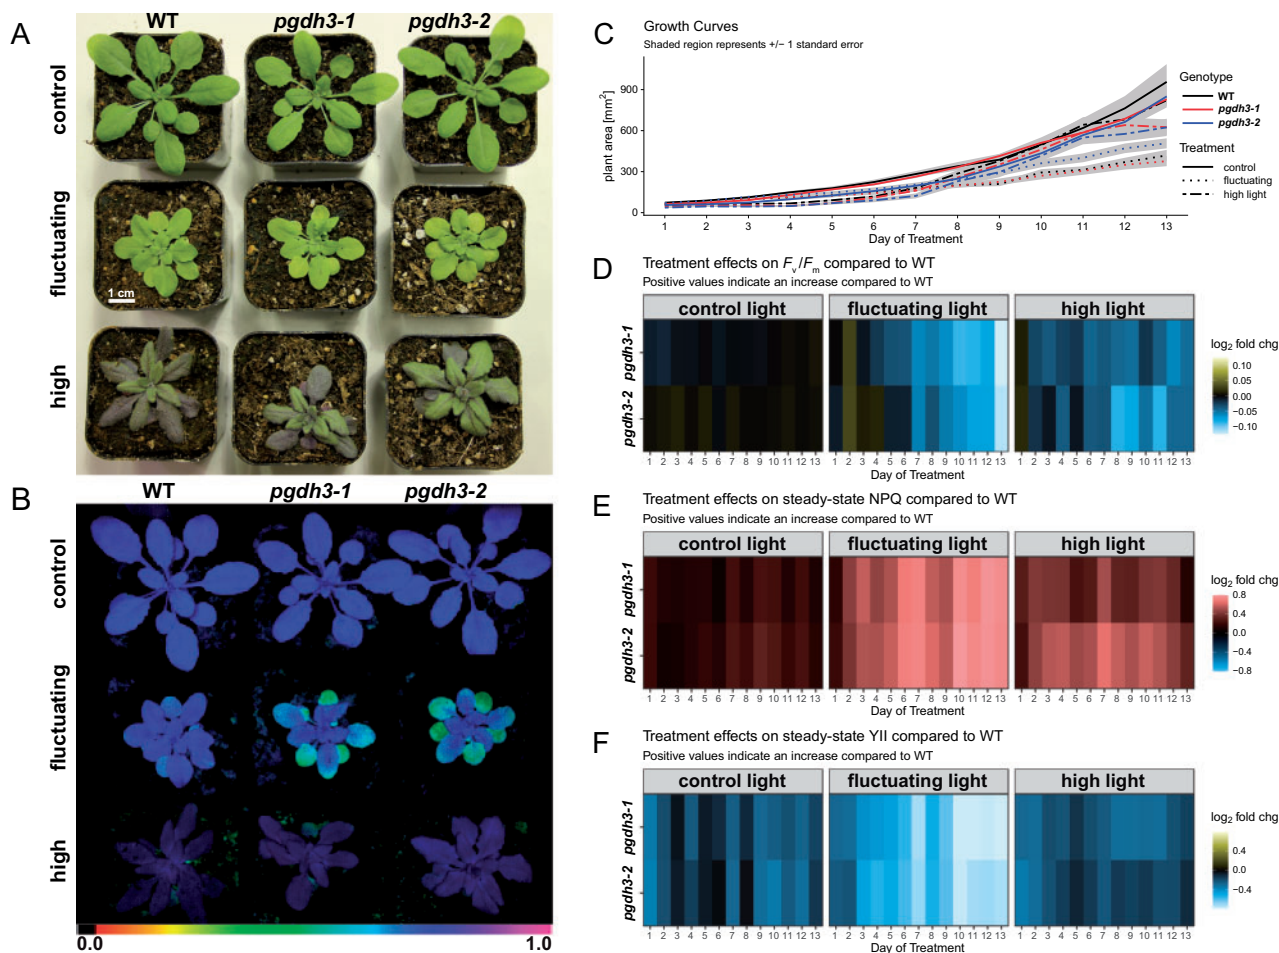 A
WT pgdh3-1 pgdh3-2
control
fluctuating
high
1 cm
B
WT pgdh3-1 pgdh3-2
control
fluctuating
high
0.0 1.0
C
Growth Curves
Shaded region represents +/− 1 standard error
plant area [mm²]
900
600
300
0
1 2 3 4 5 6 7 8 9 10 11 12 13
Day of Treatment
Genotype
WT
pgdh3-1
pgdh3-2
Treatment
control
fluctuating
high light
D
Treatment effects on Fv/Fm compared to WT
Positive values indicate an increase compared to WT
control light fluctuating light high light
pgdh3-1
pgdh3-2
1 2 3 4 5 6 7 8 9 10 11 12 13 1 2 3 4 5 6 7 8 9 10 11 12 13 1 2 3 4 5 6 7 8 9 10 11 12 13
Day of Treatment
log2 fold chg
0.10
0.05
0.00
−0.05
−0.10
E
Treatment effects on steady-state NPQ compared to WT
Positive values indicate an increase compared to WT
control light fluctuating light high light
pgdh3-1
pgdh3-2
1 2 3 4 5 6 7 8 9 10 11 12 13 1 2 3 4 5 6 7 8 9 10 11 12 13 1 2 3 4 5 6 7 8 9 10 11 12 13
Day of Treatment
log2 fold chg
0.8
0.4
0.0
−0.4
−0.8
F
Treatment effects on steady-state YII compared to WT
Positive values indicate an increase compared to WT
control light fluctuating light high light
pgdh3-1
pgdh3-2
1 2 3 4 5 6 7 8 9 10 11 12 13 1 2 3 4 5 6 7 8 9 10 11 12 13 1 2 3 4 5 6 7 8 9 10 11 12 13
Day of Treatment
log2 fold chg
0.4
0.0
−0.4